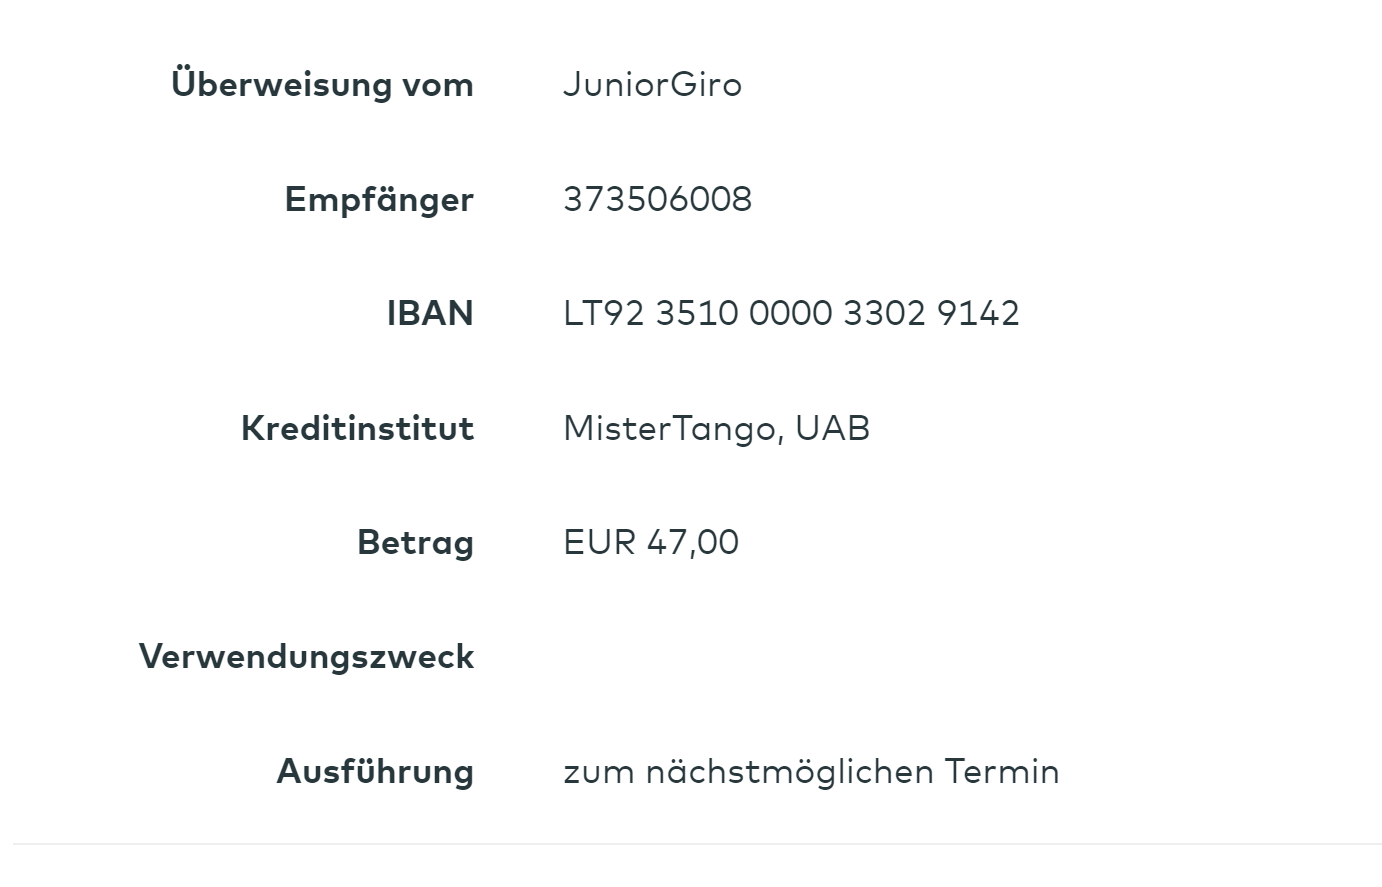 Überweisung vom JuniorGiro
Empfänger 373506008
IBAN LT92 3510 0000 3302 9142
Kreditinstitut MisterTango, UAB
Betrag EUR 47,00
Verwendungszweck
Ausführung zum nächstmöglichen Termin